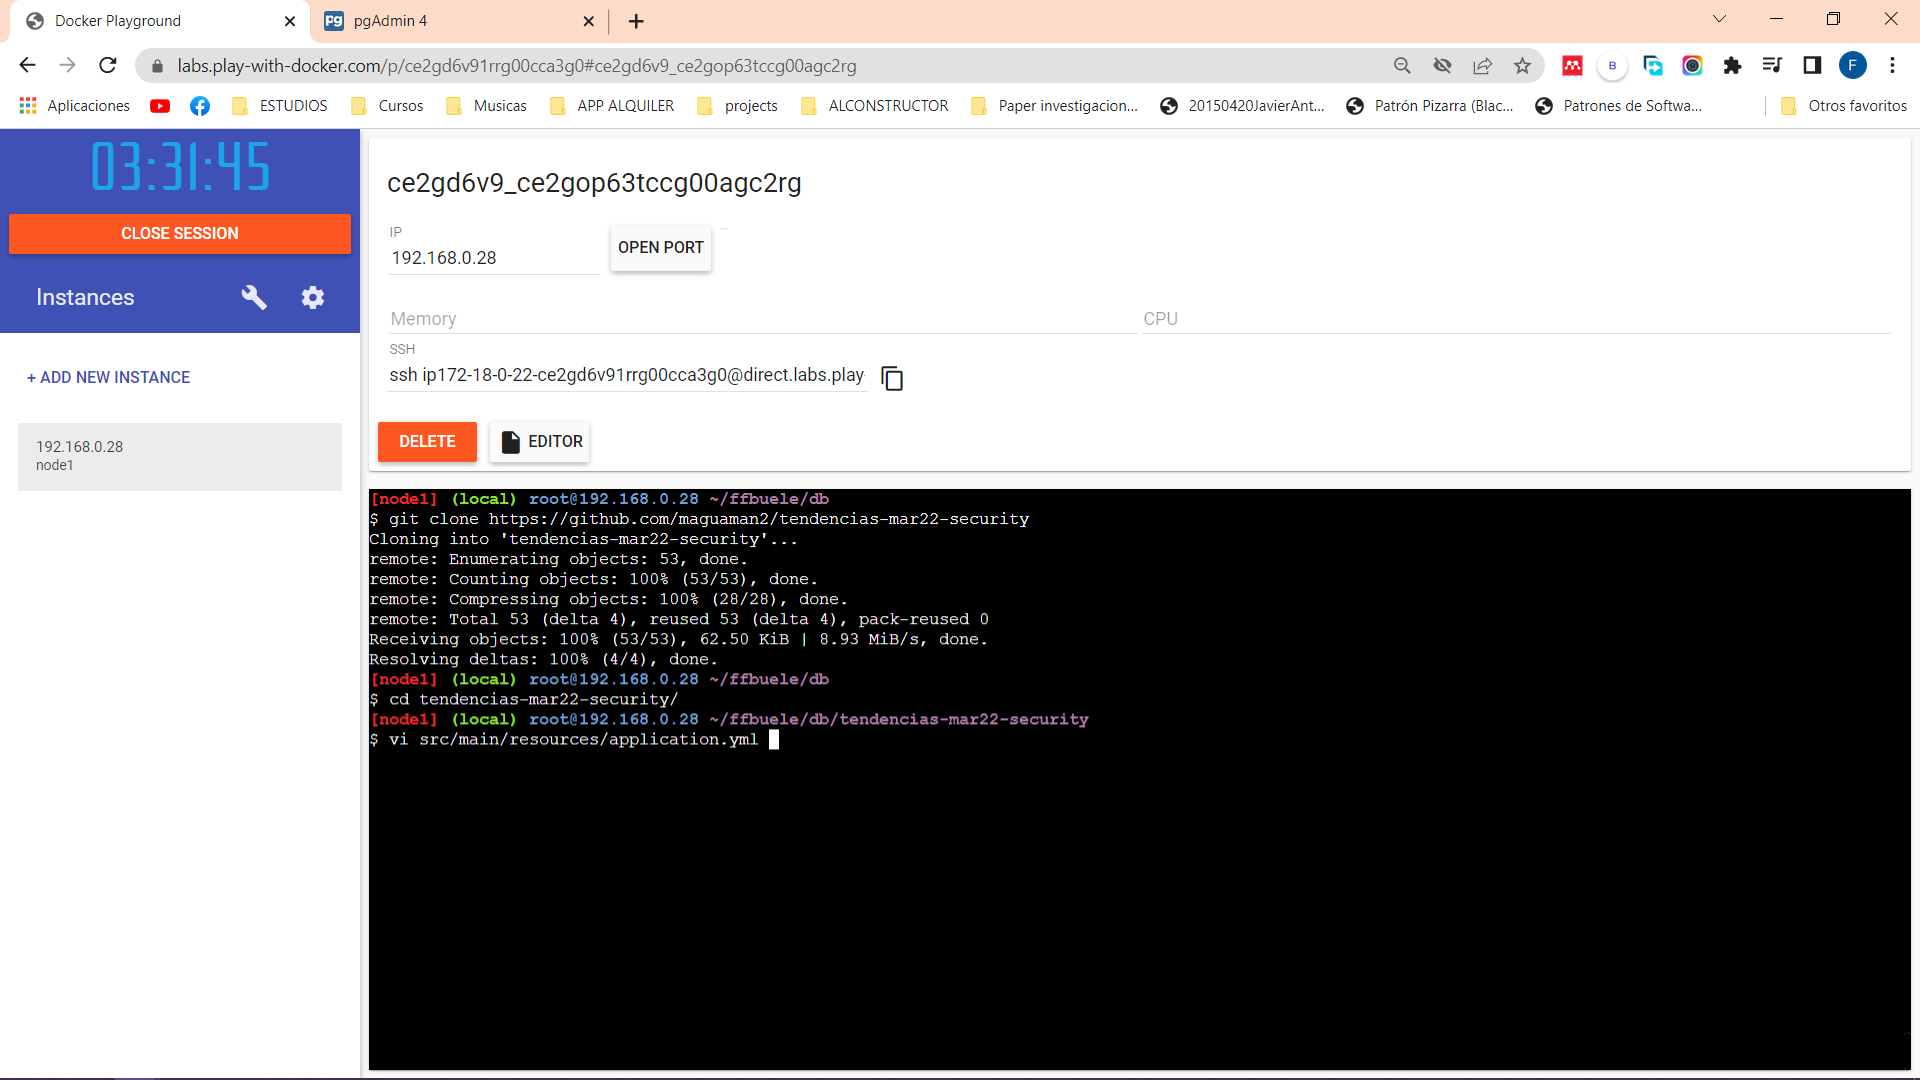 Docker Playground
pgAdmin 4
labs.play-with-docker.com/p/ce2gd6v91rrg00cca3g0#ce2gd6v9_ce2gop63tccg00agc2rg
B
F
Aplicaciones
ESTUDIOS
Cursos
Musicas
APP ALQUILER
projects
ALCONSTRUCTOR
Paper investigacion...
20150420JavierAnt...
Patrón Pizarra (Blac...
Patrones de Softwa...
Otros favoritos
03:31:45
CLOSE SESSION
Instances
+ ADD NEW INSTANCE
192.168.0.28
node1
ce2gd6v9_ce2gop63tccg00agc2rg
IP
192.168.0.28
OPEN PORT
Memory
CPU
SSH
ssh ip172-18-0-22-ce2gd6v91rrg00cca3g0@direct.labs.play
DELETE
EDITOR
[node1] (local) root@192.168.0.28 ~/ffbuele/db
$ git clone https://github.com/maguaman2/tendencias-mar22-security
Cloning into 'tendencias-mar22-security'...
remote: Enumerating objects: 53, done.
remote: Counting objects: 100% (53/53), done.
remote: Compressing objects: 100% (28/28), done.
remote: Total 53 (delta 4), reused 53 (delta 4), pack-reused 0
Receiving objects: 100% (53/53), 62.50 KiB | 8.93 MiB/s, done.
Resolving deltas: 100% (4/4), done.
[node1] (local) root@192.168.0.28 ~/ffbuele/db
$ cd tendencias-mar22-security/
[node1] (local) root@192.168.0.28 ~/ffbuele/db/tendencias-mar22-security
$ vi src/main/resources/application.yml